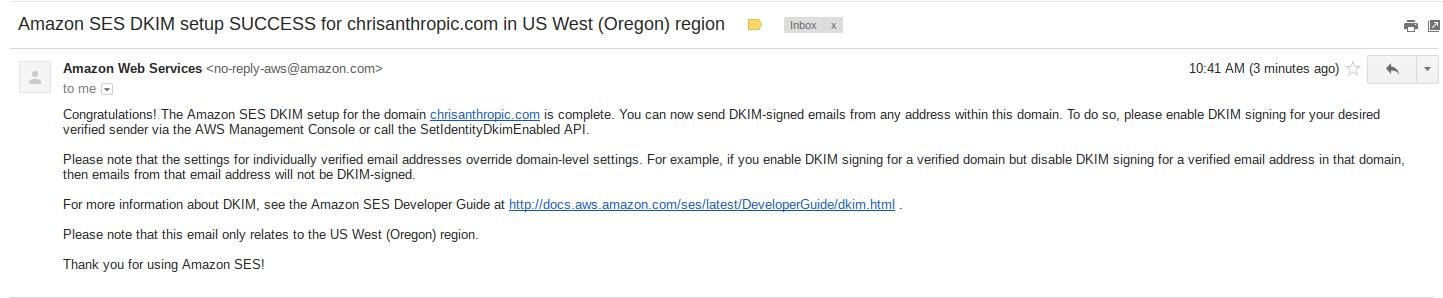 Amazon SES DKIM setup SUCCESS for chrisanthropic.com in US West (Oregon) region Inbox x
Amazon Web Services <no-reply-aws@amazon.com> 10:41 AM (3 minutes ago)
to me
Congratulations! The Amazon SES DKIM setup for the domain chrisanthropic.com is complete. You can now send DKIM-signed emails from any address within this domain. To do so, please enable DKIM signing for your desired
verified sender via the AWS Management Console or call the SetIdentityDkimEnabled API.
Please note that the settings for individually verified email addresses override domain-level settings. For example, if you enable DKIM signing for a verified domain but disable DKIM signing for a verified email address in that domain,
then emails from that email address will not be DKIM-signed.
For more information about DKIM, see the Amazon SES Developer Guide at http://docs.aws.amazon.com/ses/latest/DeveloperGuide/dkim.html .
Please note that this email only relates to the US West (Oregon) region.
Thank you for using Amazon SES!